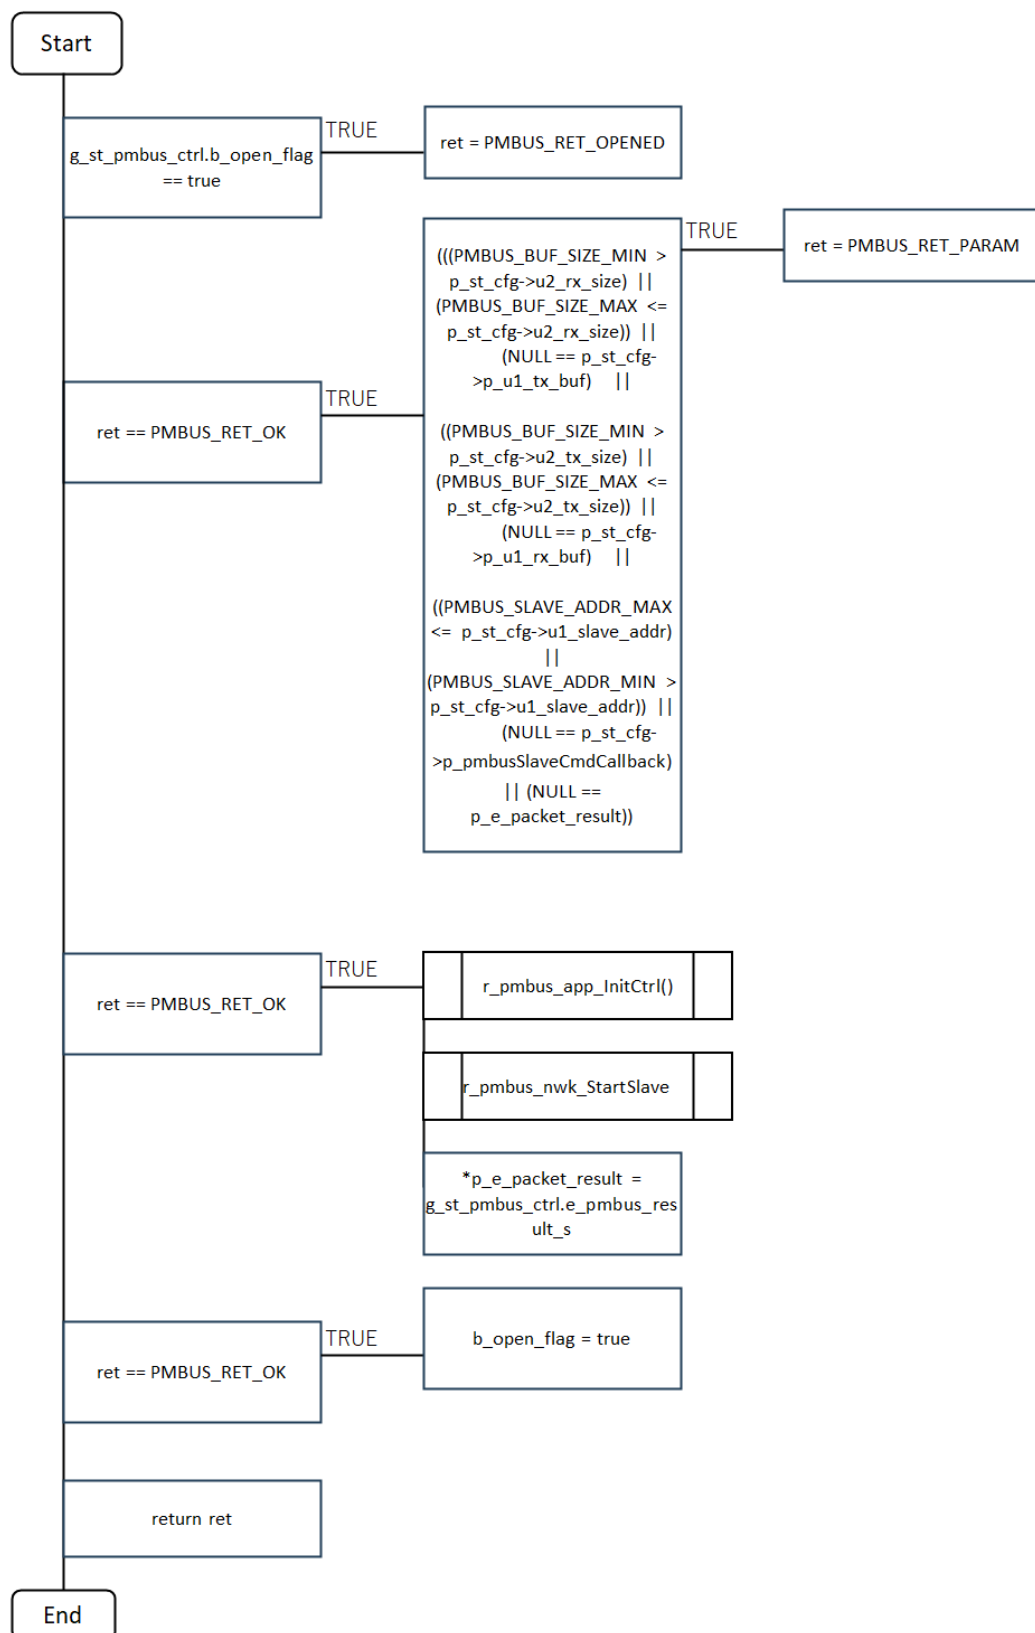 Start
g_st_pmbus_ctrl.b_open_flag
== true
TRUE
ret = PMBUS_RET_OPENED
ret == PMBUS_RET_OK
TRUE
(((PMBUS_BUF_SIZE_MIN >
p_st_cfg->u2_rx_size) ||
(PMBUS_BUF_SIZE_MAX <=
p_st_cfg->u2_rx_size)) ||
(NULL == p_st_cfg-
>p_u1_tx_buf) ||
((PMBUS_BUF_SIZE_MIN >
p_st_cfg->u2_tx_size) ||
(PMBUS_BUF_SIZE_MAX <=
p_st_cfg->u2_tx_size)) ||
(NULL == p_st_cfg-
>p_u1_rx_buf) ||
((PMBUS_SLAVE_ADDR_MAX
<= p_st_cfg->u1_slave_addr)
||
(PMBUS_SLAVE_ADDR_MIN >
p_st_cfg->u1_slave_addr)) ||
(NULL == p_st_cfg-
>p_pmbusSlaveCmdCallback)
|| (NULL ==
p_e_packet_result))
TRUE
ret = PMBUS_RET_PARAM
ret == PMBUS_RET_OK
TRUE
r_pmbus_app_InitCtrl()
r_pmbus_nwk_StartSlave
*p_e_packet_result =
g_st_pmbus_ctrl.e_pmbus_res
ult_s
ret == PMBUS_RET_OK
TRUE
b_open_flag = true
return ret
End